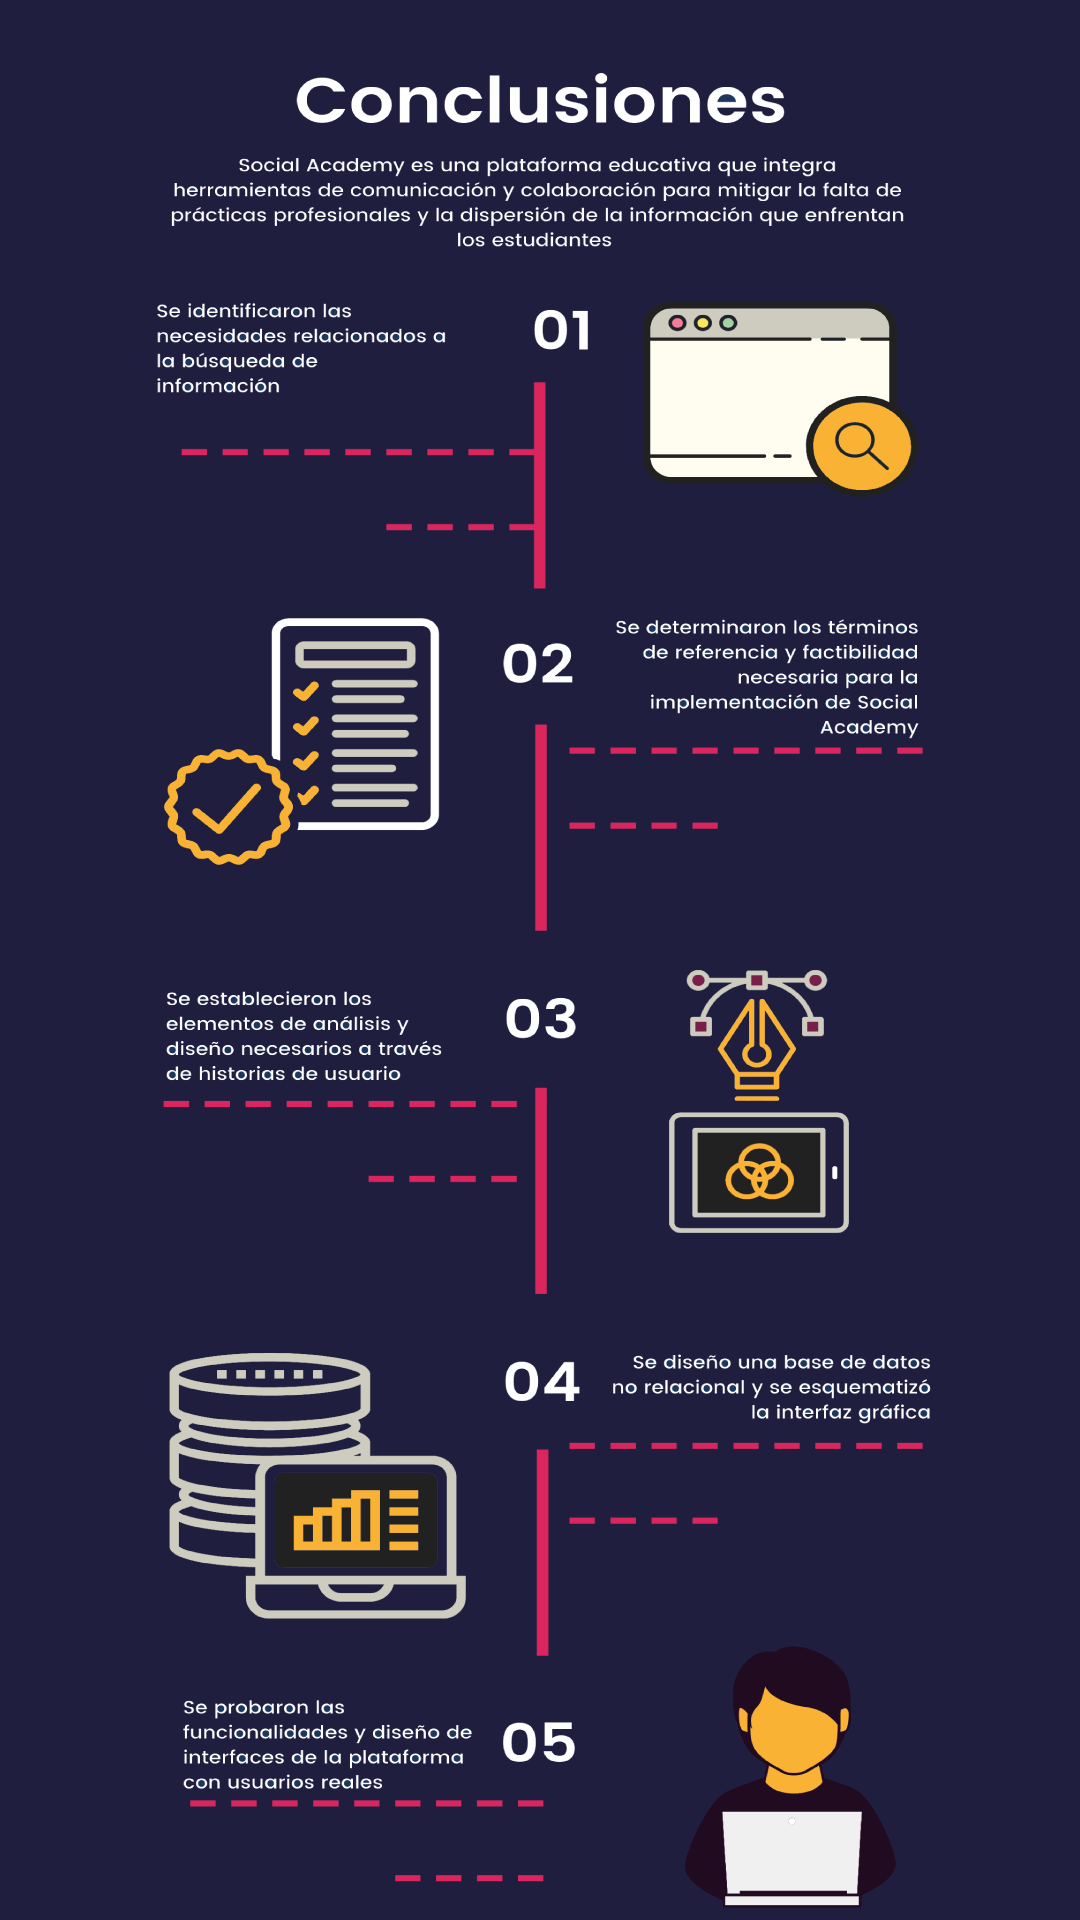 Conclusiones
Social Academy es una plataforma educativa que integra
herramientas de comunicación y colaboración para mitigar la falta de
prácticas profesionales y la dispersión de la información que enfrentan
los estudiantes
Se identificaron las
necesidades relacionados a
la búsqueda de
información
01
02
Se determinaron los términos
de referencia y factibilidad
necesaria para la
implementación de Social
Academy
Se establecieron los
elementos de análisis y
diseño necesarios a través
de historias de usuario
03
04
Se diseño una base de datos
no relacional y se esquematizó
la interfaz gráfica
Se probaron las
funcionalidades y diseño de
interfaces de la plataforma
con usuarios reales
05